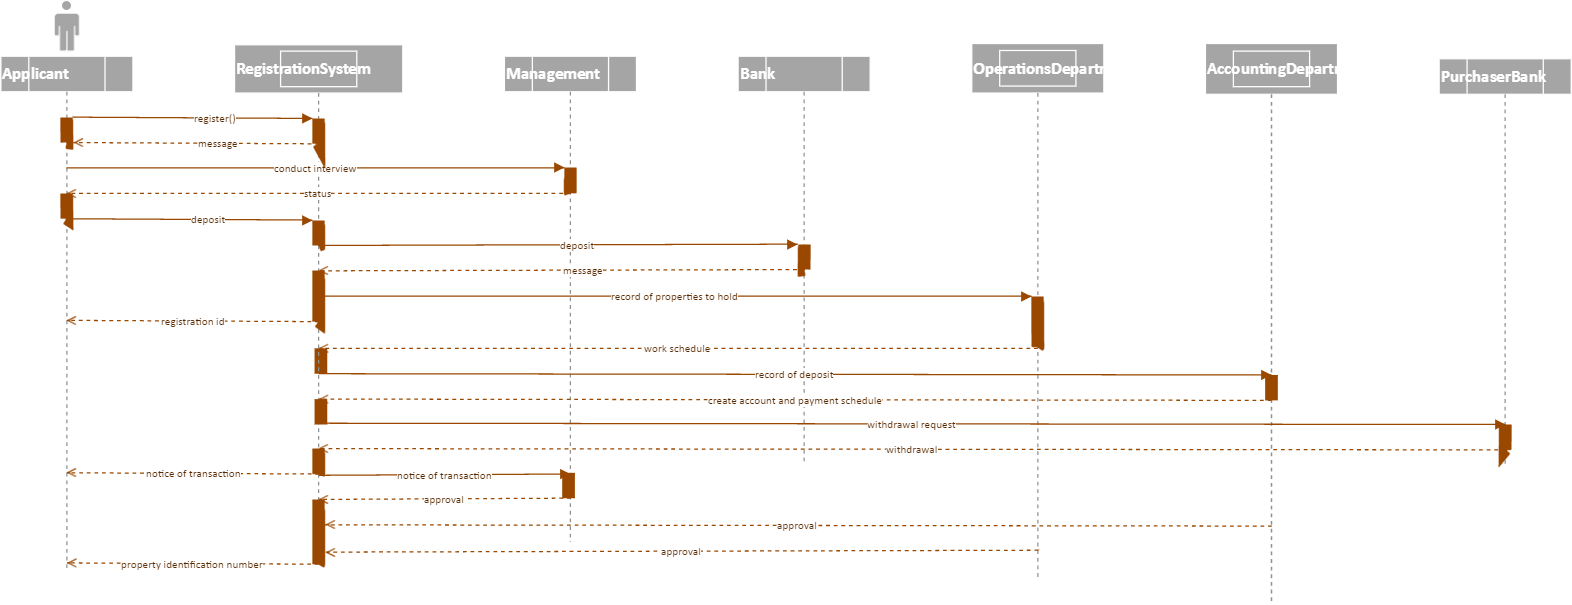 Applicant
RegistrationSystem
Management
Bank
OperationsDepartm
AccountingDepartm
PurchaserBank
register()
message
conduct interview
status
deposit
deposit
message
record of properties to hold
registration id
work schedule
record of deposit
create account and payment schedule
withdrawal request
withdrawal
notice of transaction
notice of transaction
approval
approval
approval
property identification number